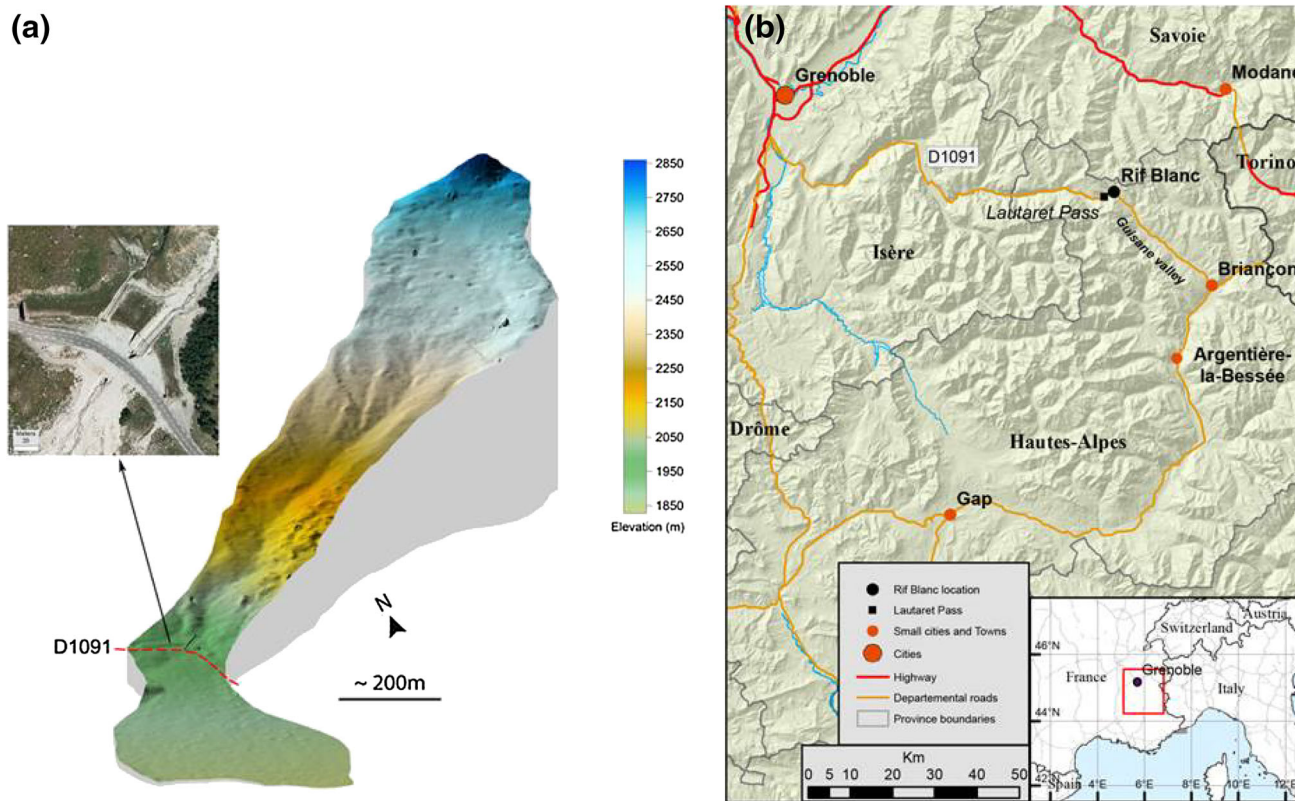 (a)
2850
2750
2650
2550
2450
2350
2250
2150
2050
1950
1850
Elevation (m)
Meters
20
N
D1091
~ 200m
(b)
Savoie
Grenoble
Modane
D1091
Torino
Rif Blanc
Lautaret Pass
Guisane valley
Isère
Briançon
Argentière-
la-Bessée
Drôme
Hautes-Alpes
Gap
Rif Blanc location
Lautaret Pass
Small cities and Towns
Cities
Highway
Departemental roads
Province boundaries
Km
0 5 10 20 30 40 50
Austria
Switzerland
46°N
Grenoble
France
Italy
44°N
42°N
Spain
4°E 6°E 8°E 10°E 12°E